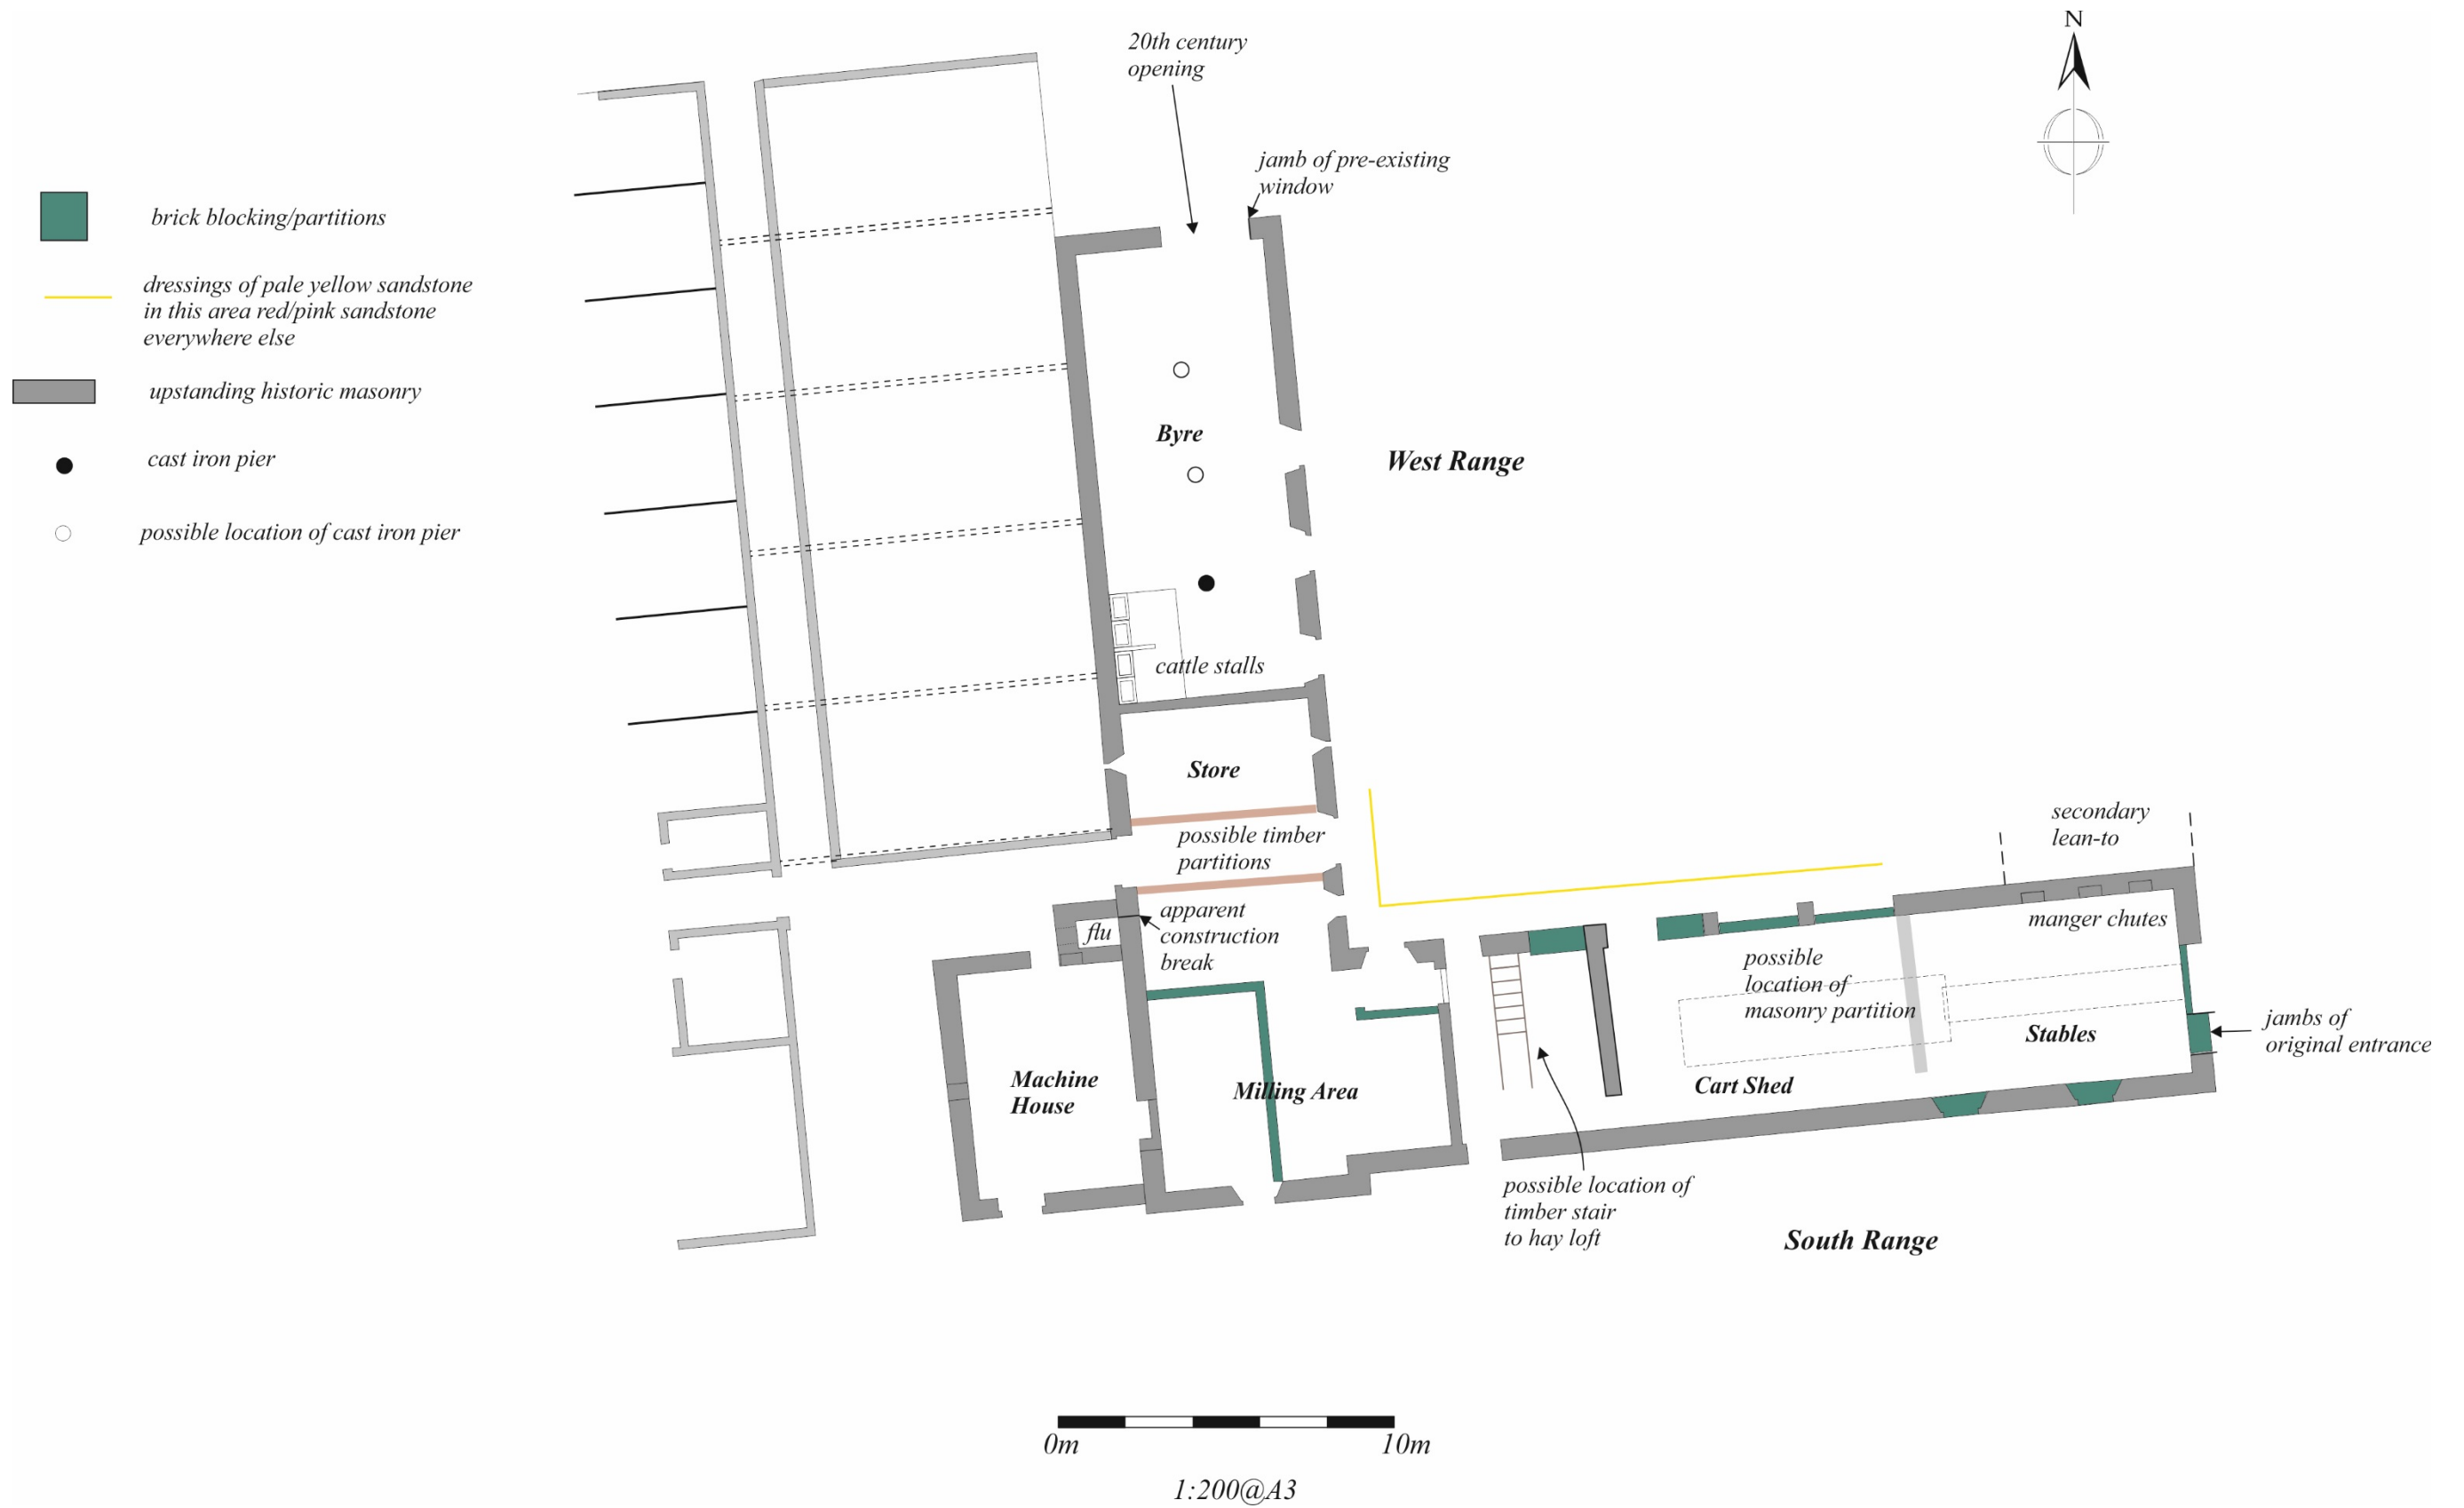 N
20th century
opening
jamb of pre-existing
window
brick blocking/partitions
dressings of pale yellow sandstone
in this area red/pink sandstone
everywhere else
upstanding historic masonry
cast iron pier
possible location of cast iron pier
Byre
West Range
cattle stalls
Store
possible timber
partitions
secondary
lean-to
apparent
construction
break
flu
manger chutes
possible
location of
masonry partition
jambs of
original entrance
Stables
Machine
House
Milling Area
Cart Shed
possible location of
timber stair
to hay loft
South Range
0m
10m
1:200@A3